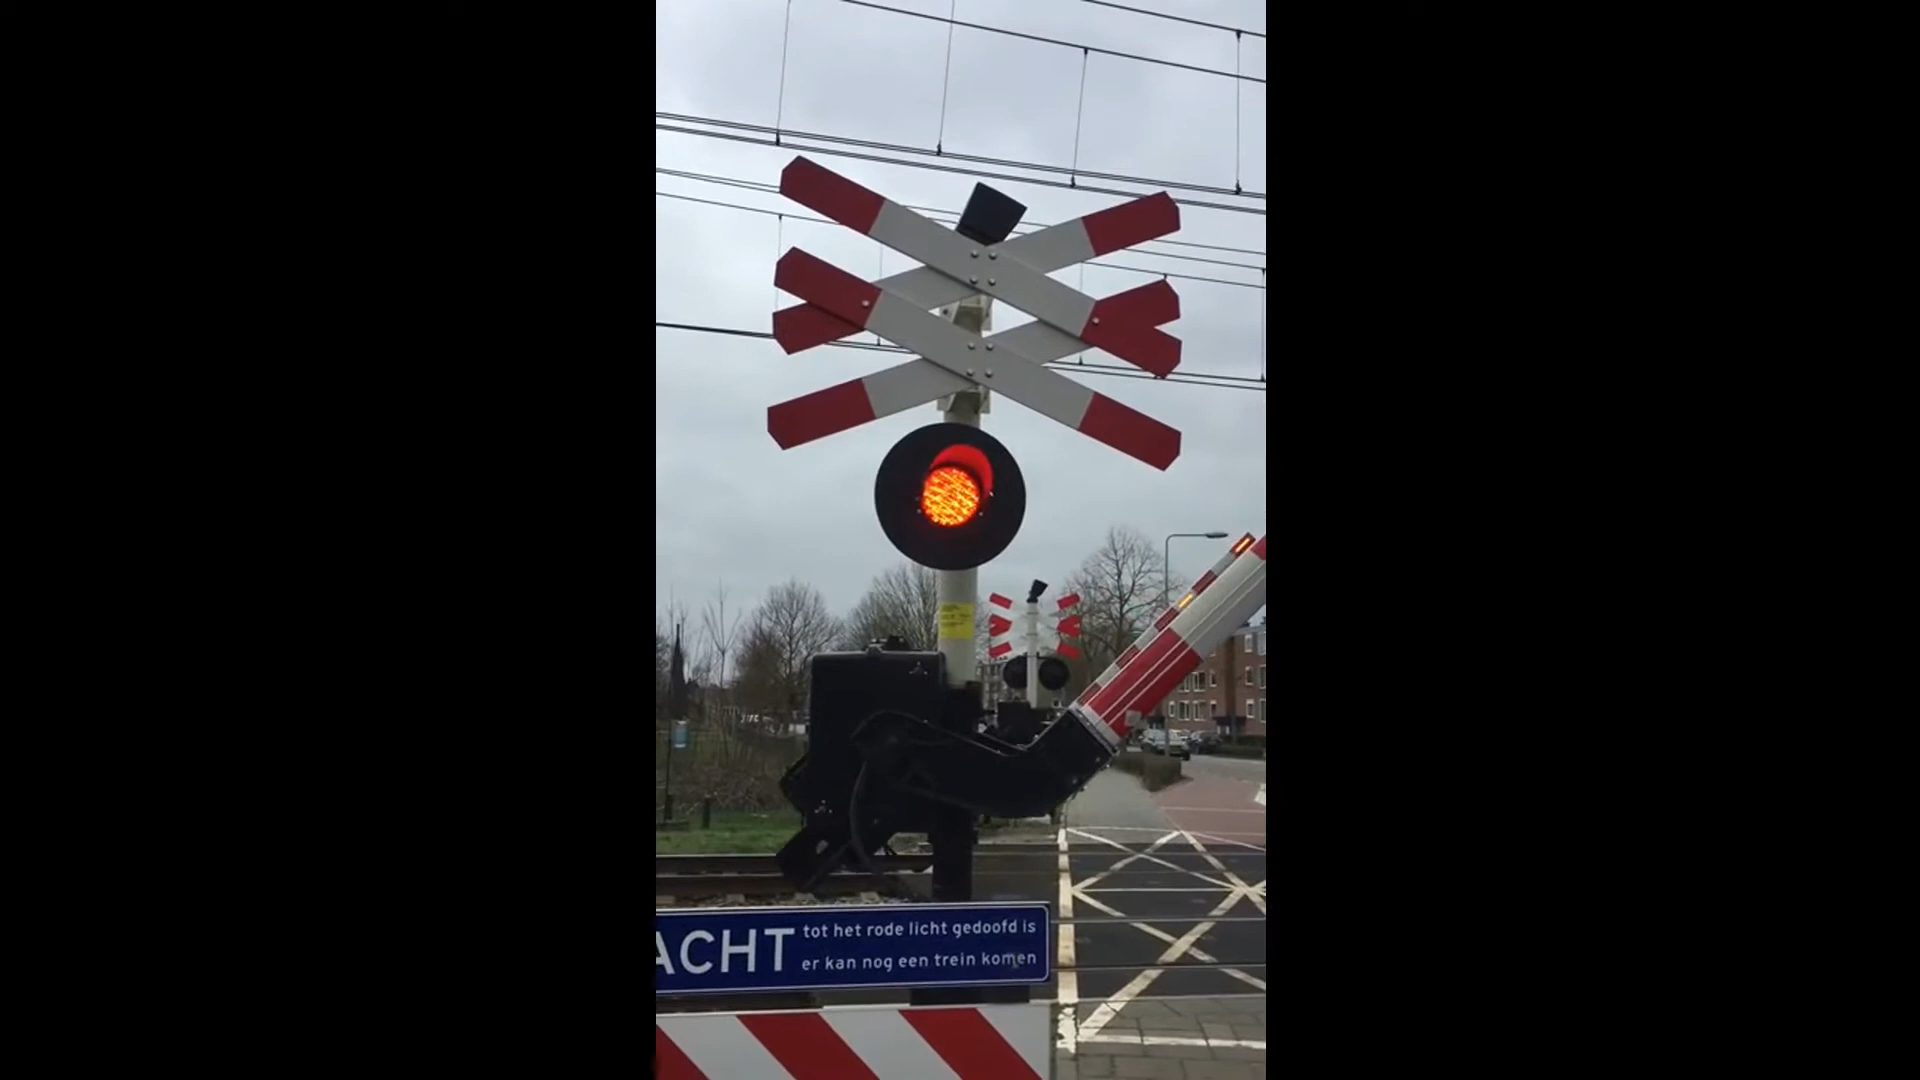 ACHT
tot het rode licht gedoofd is
er kan nog een trein komen